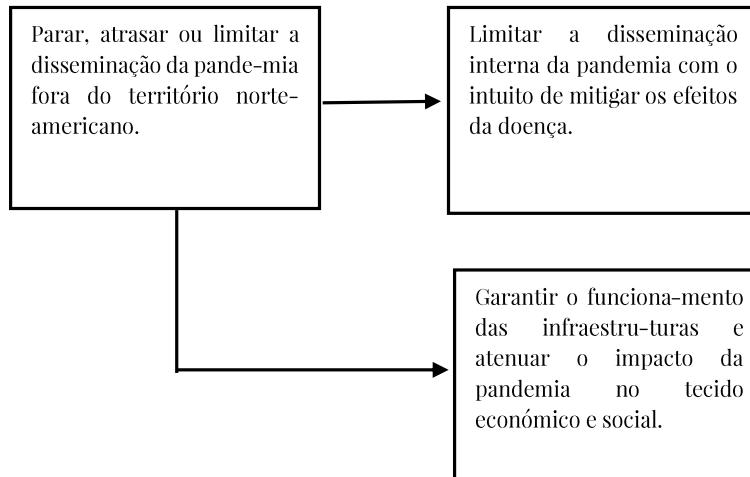 Parar, atrasar ou limitar a
disseminação da pande-mia
fora do território norte-
americano.
Limitar a disseminação
interna da pandemia com o
intuito de mitigar os efeitos
da doença.
Garantir o funciona-mento
das infraestru-turas e
atenuar o impacto da
pandemia no tecido
económico e social.